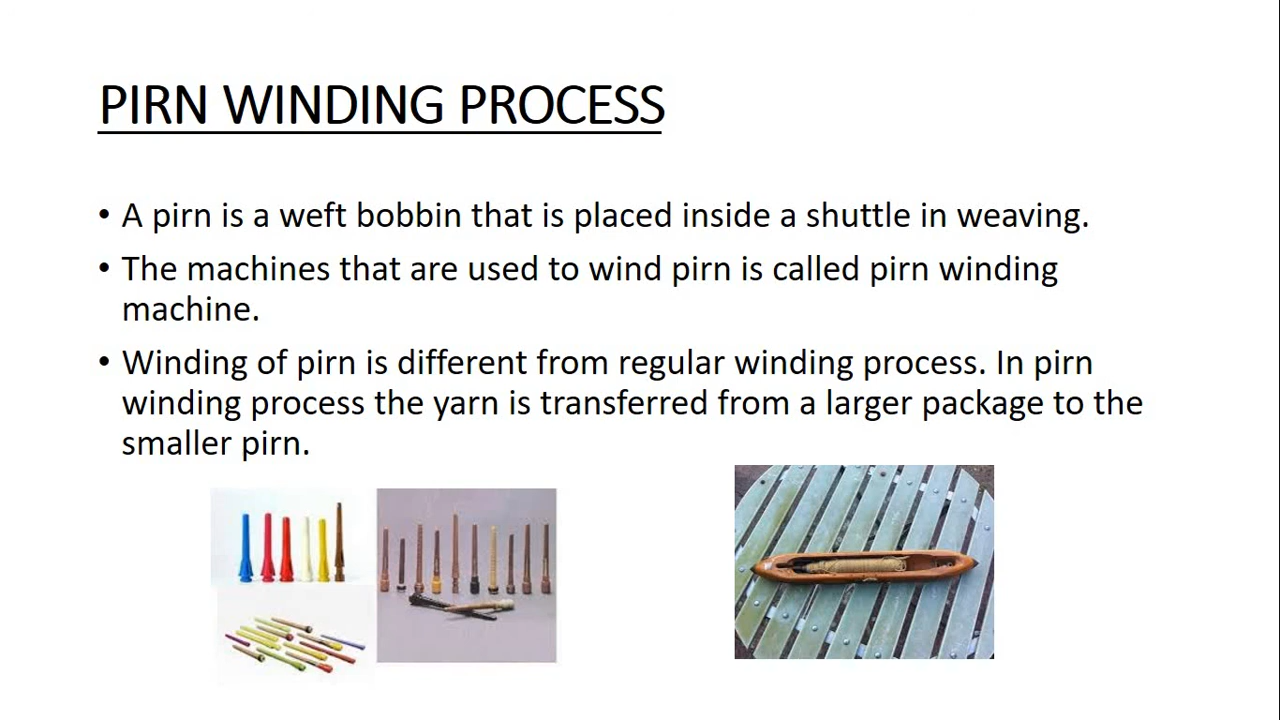 PIRN WINDING PROCESS
• A pirn is a weft bobbin that is placed inside a shuttle in weaving.
• The machines that are used to wind pirn is called pirn winding
machine.
• Winding of pirn is different from regular winding process. In pirn
winding process the yarn is transferred from a larger package to the
smaller pirn.